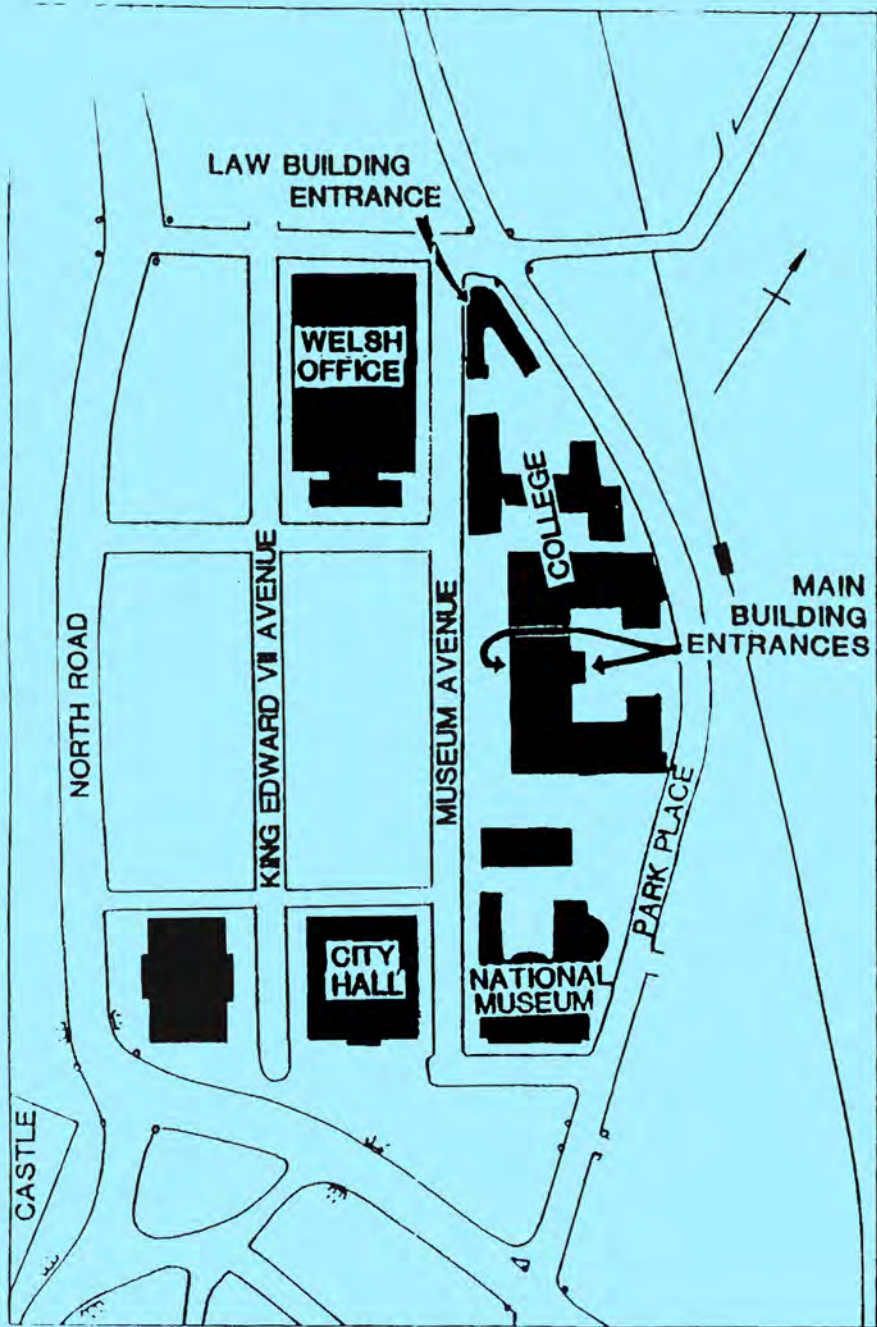 LAW BUILDING
ENTRANCE
WELSH
OFFICE
COLLEGE
MAIN
BUILDING
ENTRANCES
NORTH ROAD
KING EDWARD VII AVENUE
MUSEUM AVENUE
PARK PLACE
CITY
HALL
NATIONAL
MUSEUM
CASTLE